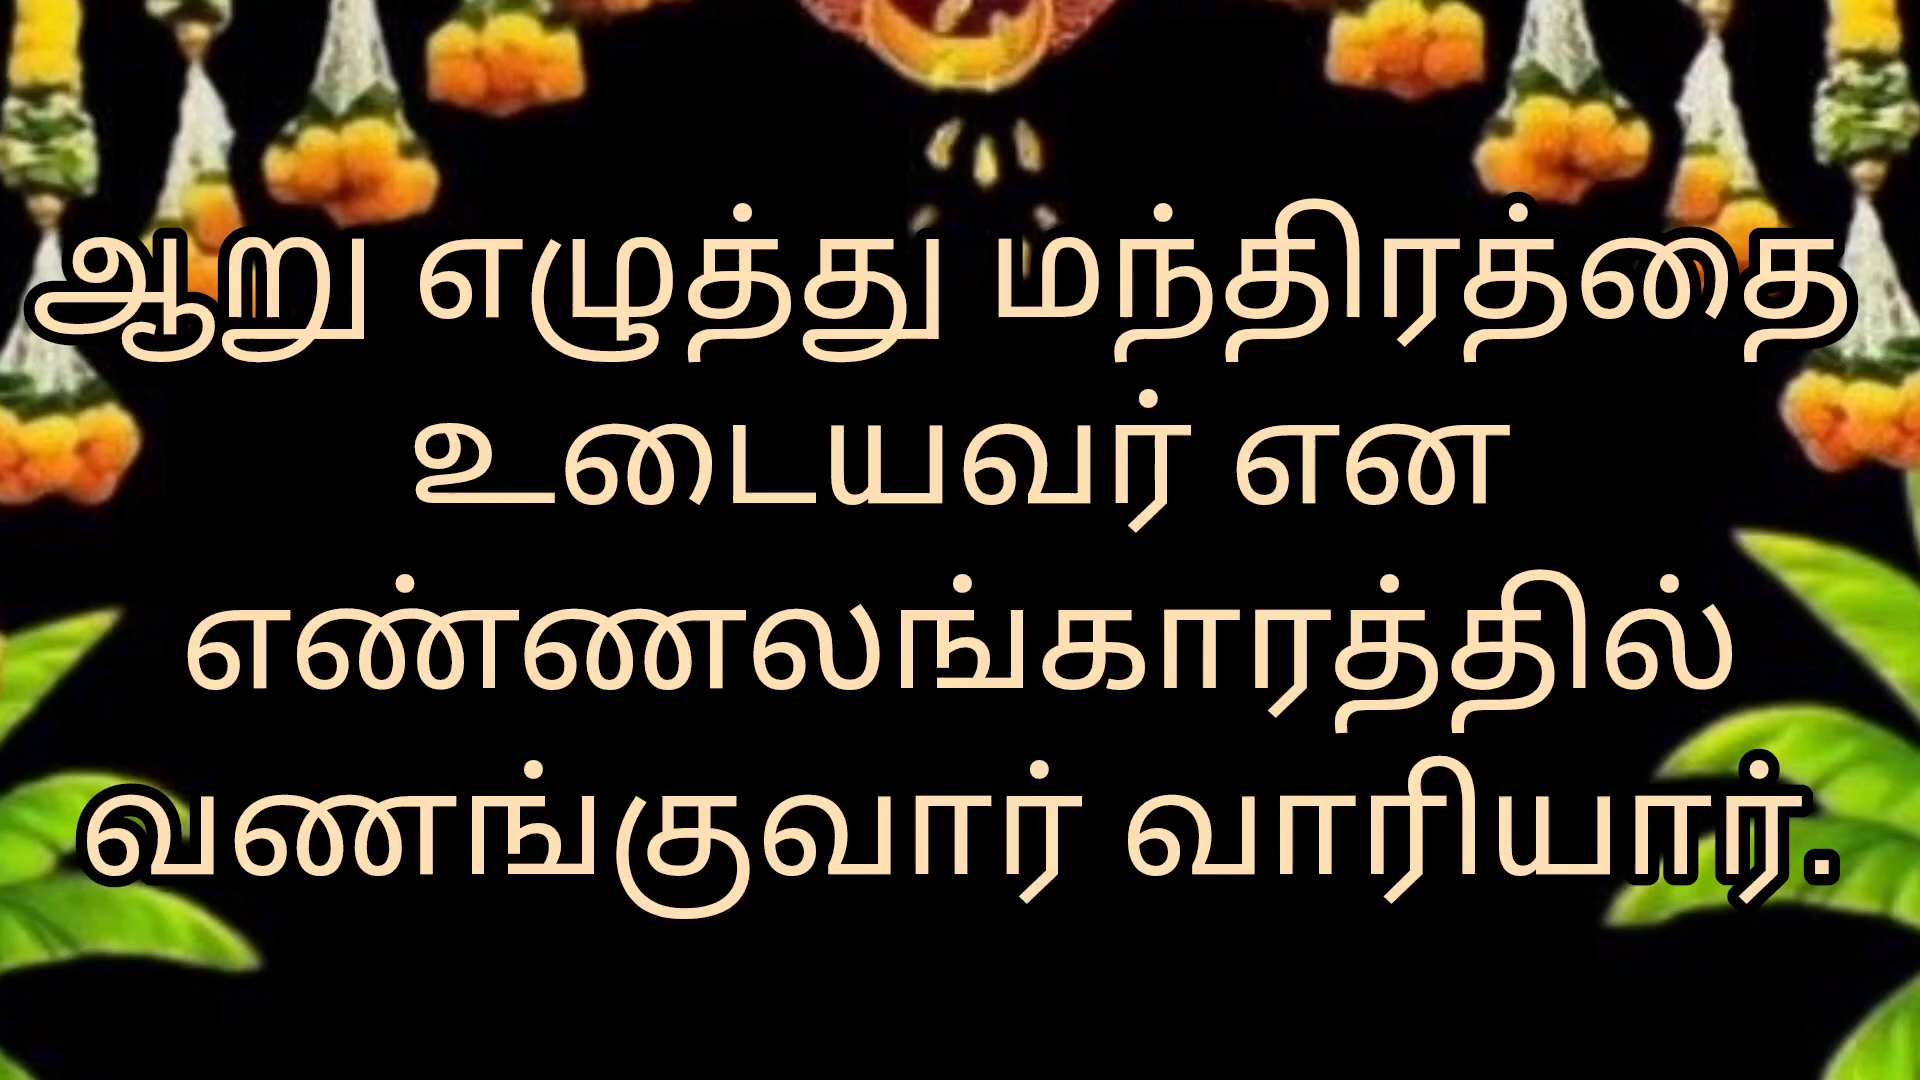 ஆறு எழுத்து மந்திரத்தை
உடையவர் என
எண்ணலங்காரத்தில்
வணங்குவார் வாரியார்.